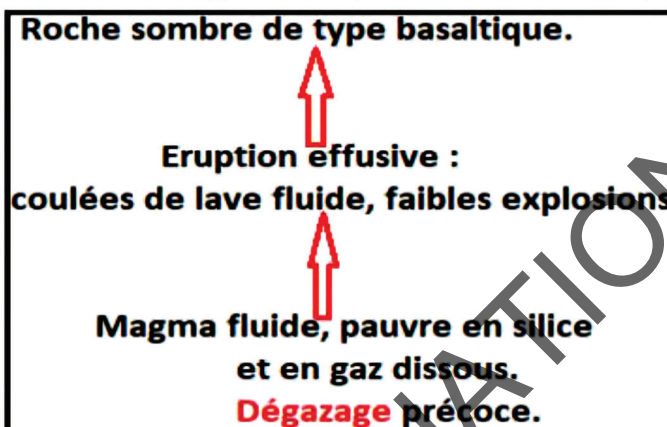 Roche sombre de type basaltique.
Eruption effusive :
coulées de lave fluide, faibles explosions
Magma fluide, pauvre en silice
et en gaz dissous.
Dégazage précoce.